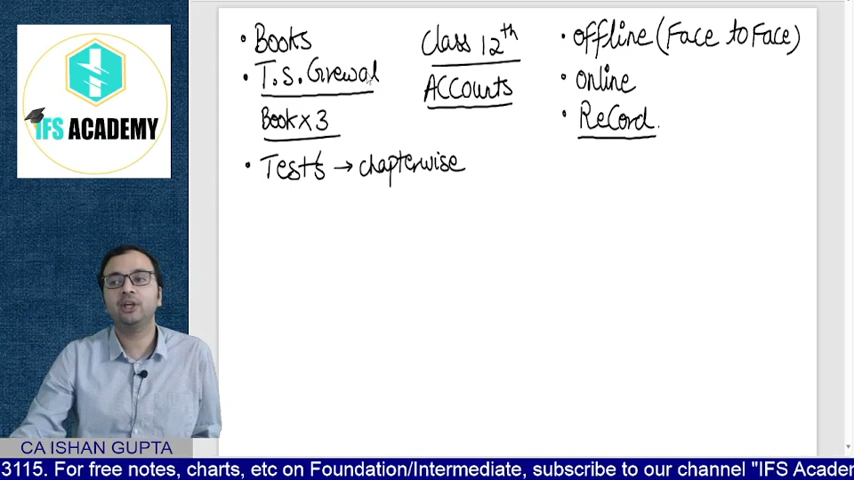 IFS ACADEMY
• Books
• T.S. Grewal
Book x 3
• Tests → chapterwise
Class 12th
ACCounts
• offline (Face to Face)
• online
• ReCord.
CA ISHAN GUPTA
3115. For free notes, charts, etc on Foundation/Intermediate, subscribe to our channel "IFS Acade